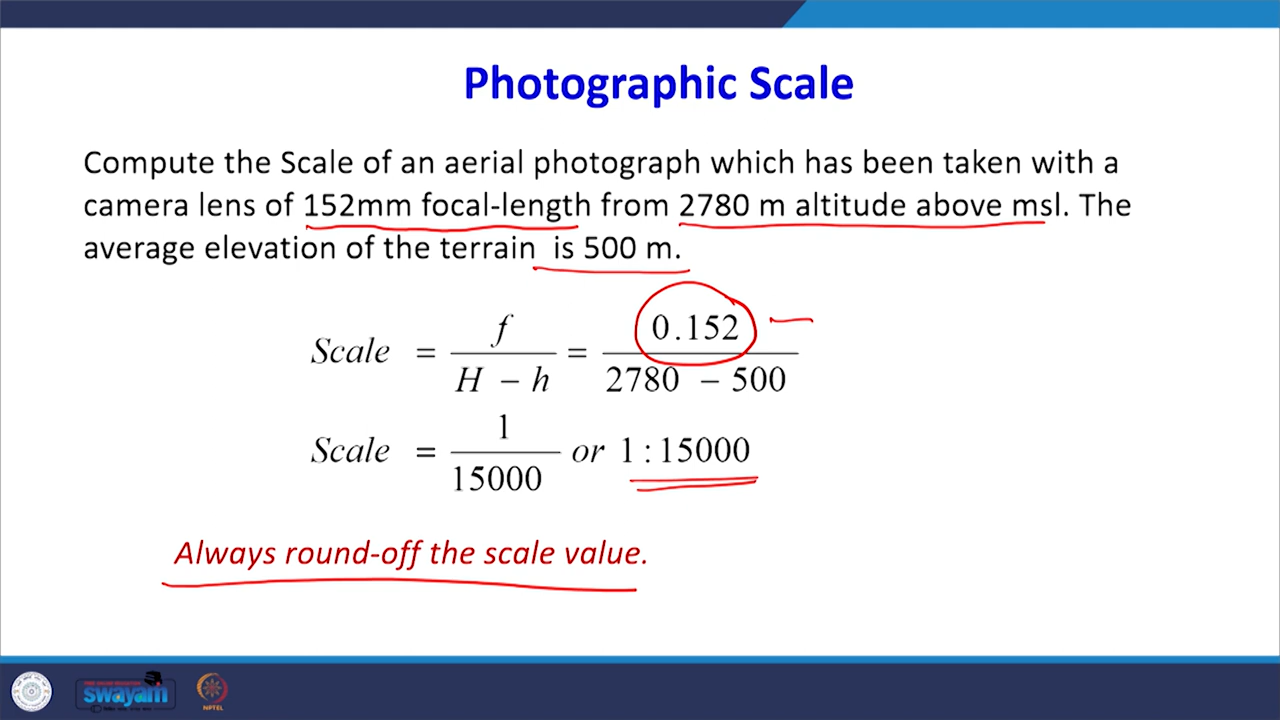 Photographic Scale
Compute the Scale of an aerial photograph which has been taken with a
camera lens of 152mm focal-length from 2780 m altitude above msl. The
average elevation of the terrain is 500 m.
Scale = f / H − h = 0.152 / 2780 − 500
Scale = 1 / 15000 or 1 : 15000
Always round-off the scale value.
swayam
NPTEL